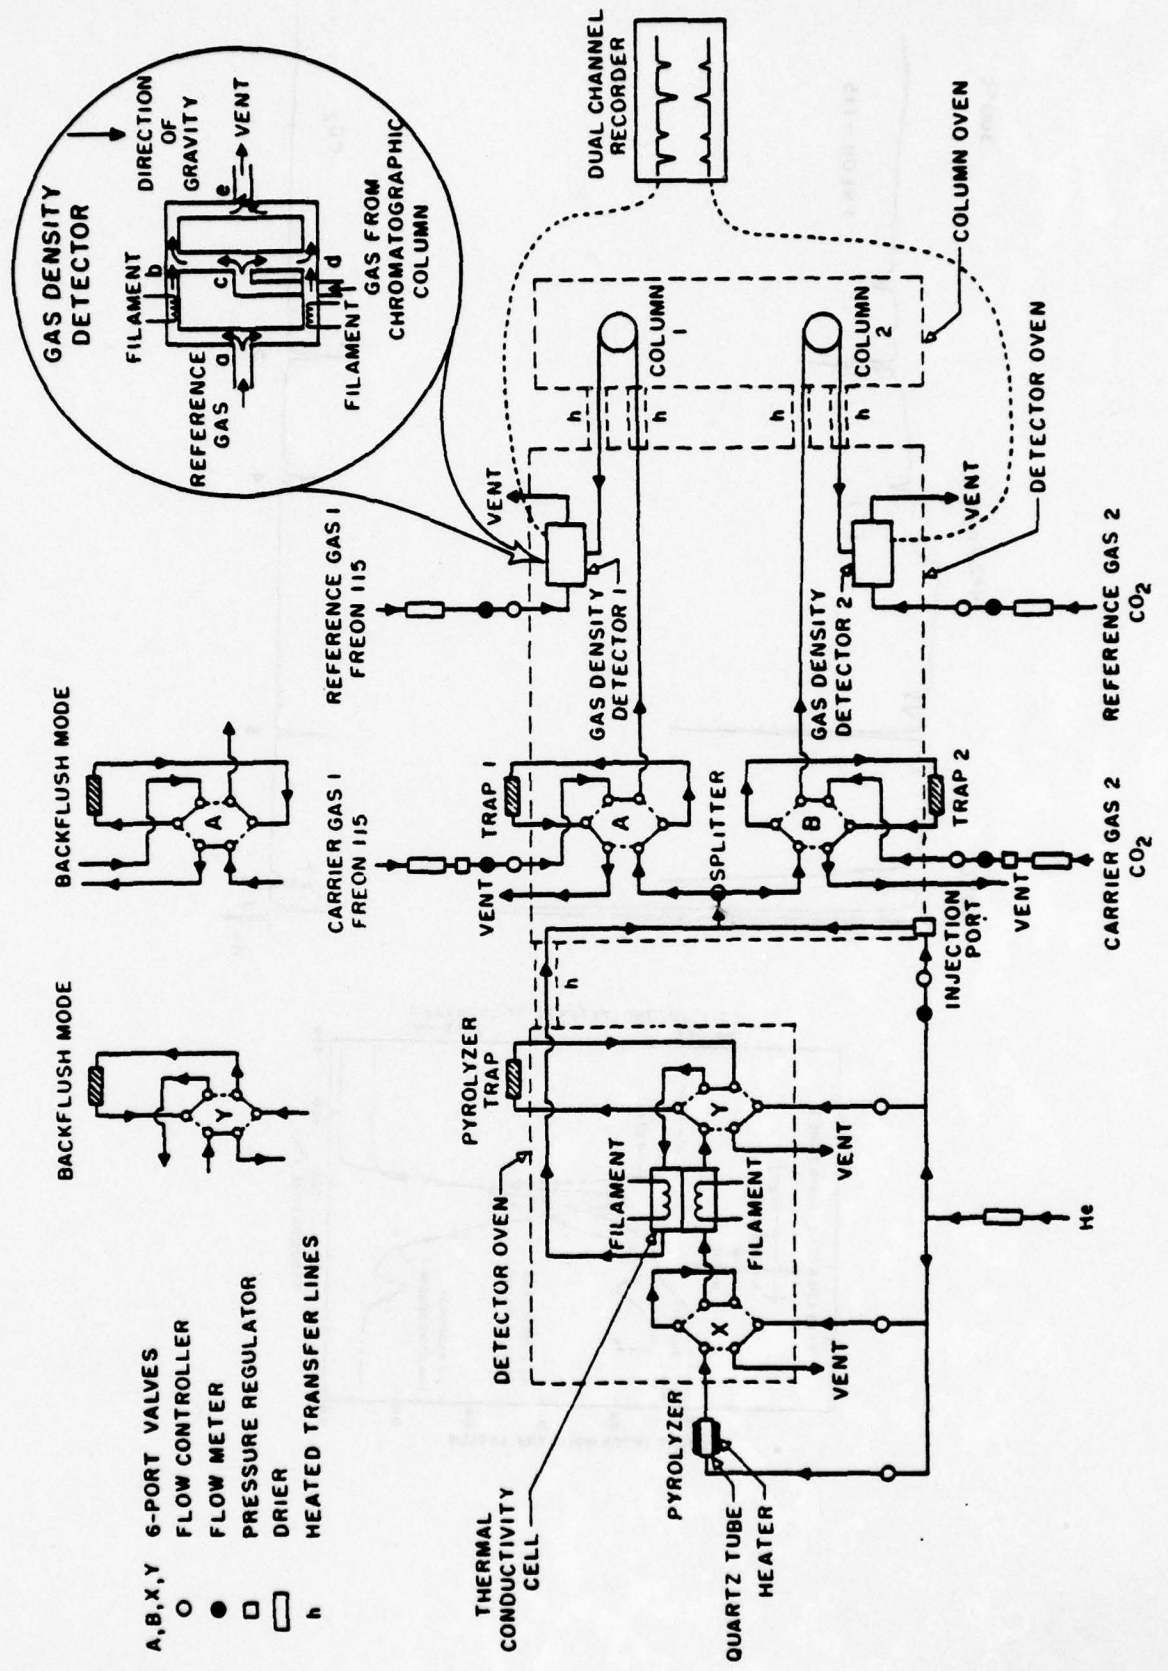 A,B,X,Y 6-PORT VALVES
FLOW CONTROLLER
FLOW METER
PRESSURE REGULATOR
DRIER
h HEATED TRANSFER LINES
BACKFLUSH MODE
Y
BACKFLUSH MODE
A
GAS DENSITY
DETECTOR
DIRECTION
OF
GRAVITY
FILAMENT
VENT
REFERENCE
GAS
a
b
c
d
e
FILAMENT
GAS FROM
CHROMATOGRAPHIC
COLUMN
CARRIER GAS 1
FREON 115
REFERENCE GAS 1
FREON 115
DUAL CHANNEL
RECORDER
THERMAL
CONDUCTIVITY
CELL
DETECTOR OVEN
PYROLYZER
TRAP
VENT
TRAP 1
VENT
h
GAS DENSITY
DETECTOR 1
h
h
COLUMN
1
FILAMENT
FILAMENT
A
SPLITTER
PYROLYZER
QUARTZ TUBE
HEATER
X
Y
VENT
VENT
B
GAS DENSITY
DETECTOR 2
h
h
COLUMN
2
TRAP 2
INJECTION
PORT
VENT
VENT
DETECTOR OVEN
COLUMN OVEN
He
CARRIER GAS 2
CO2
REFERENCE GAS 2
CO2